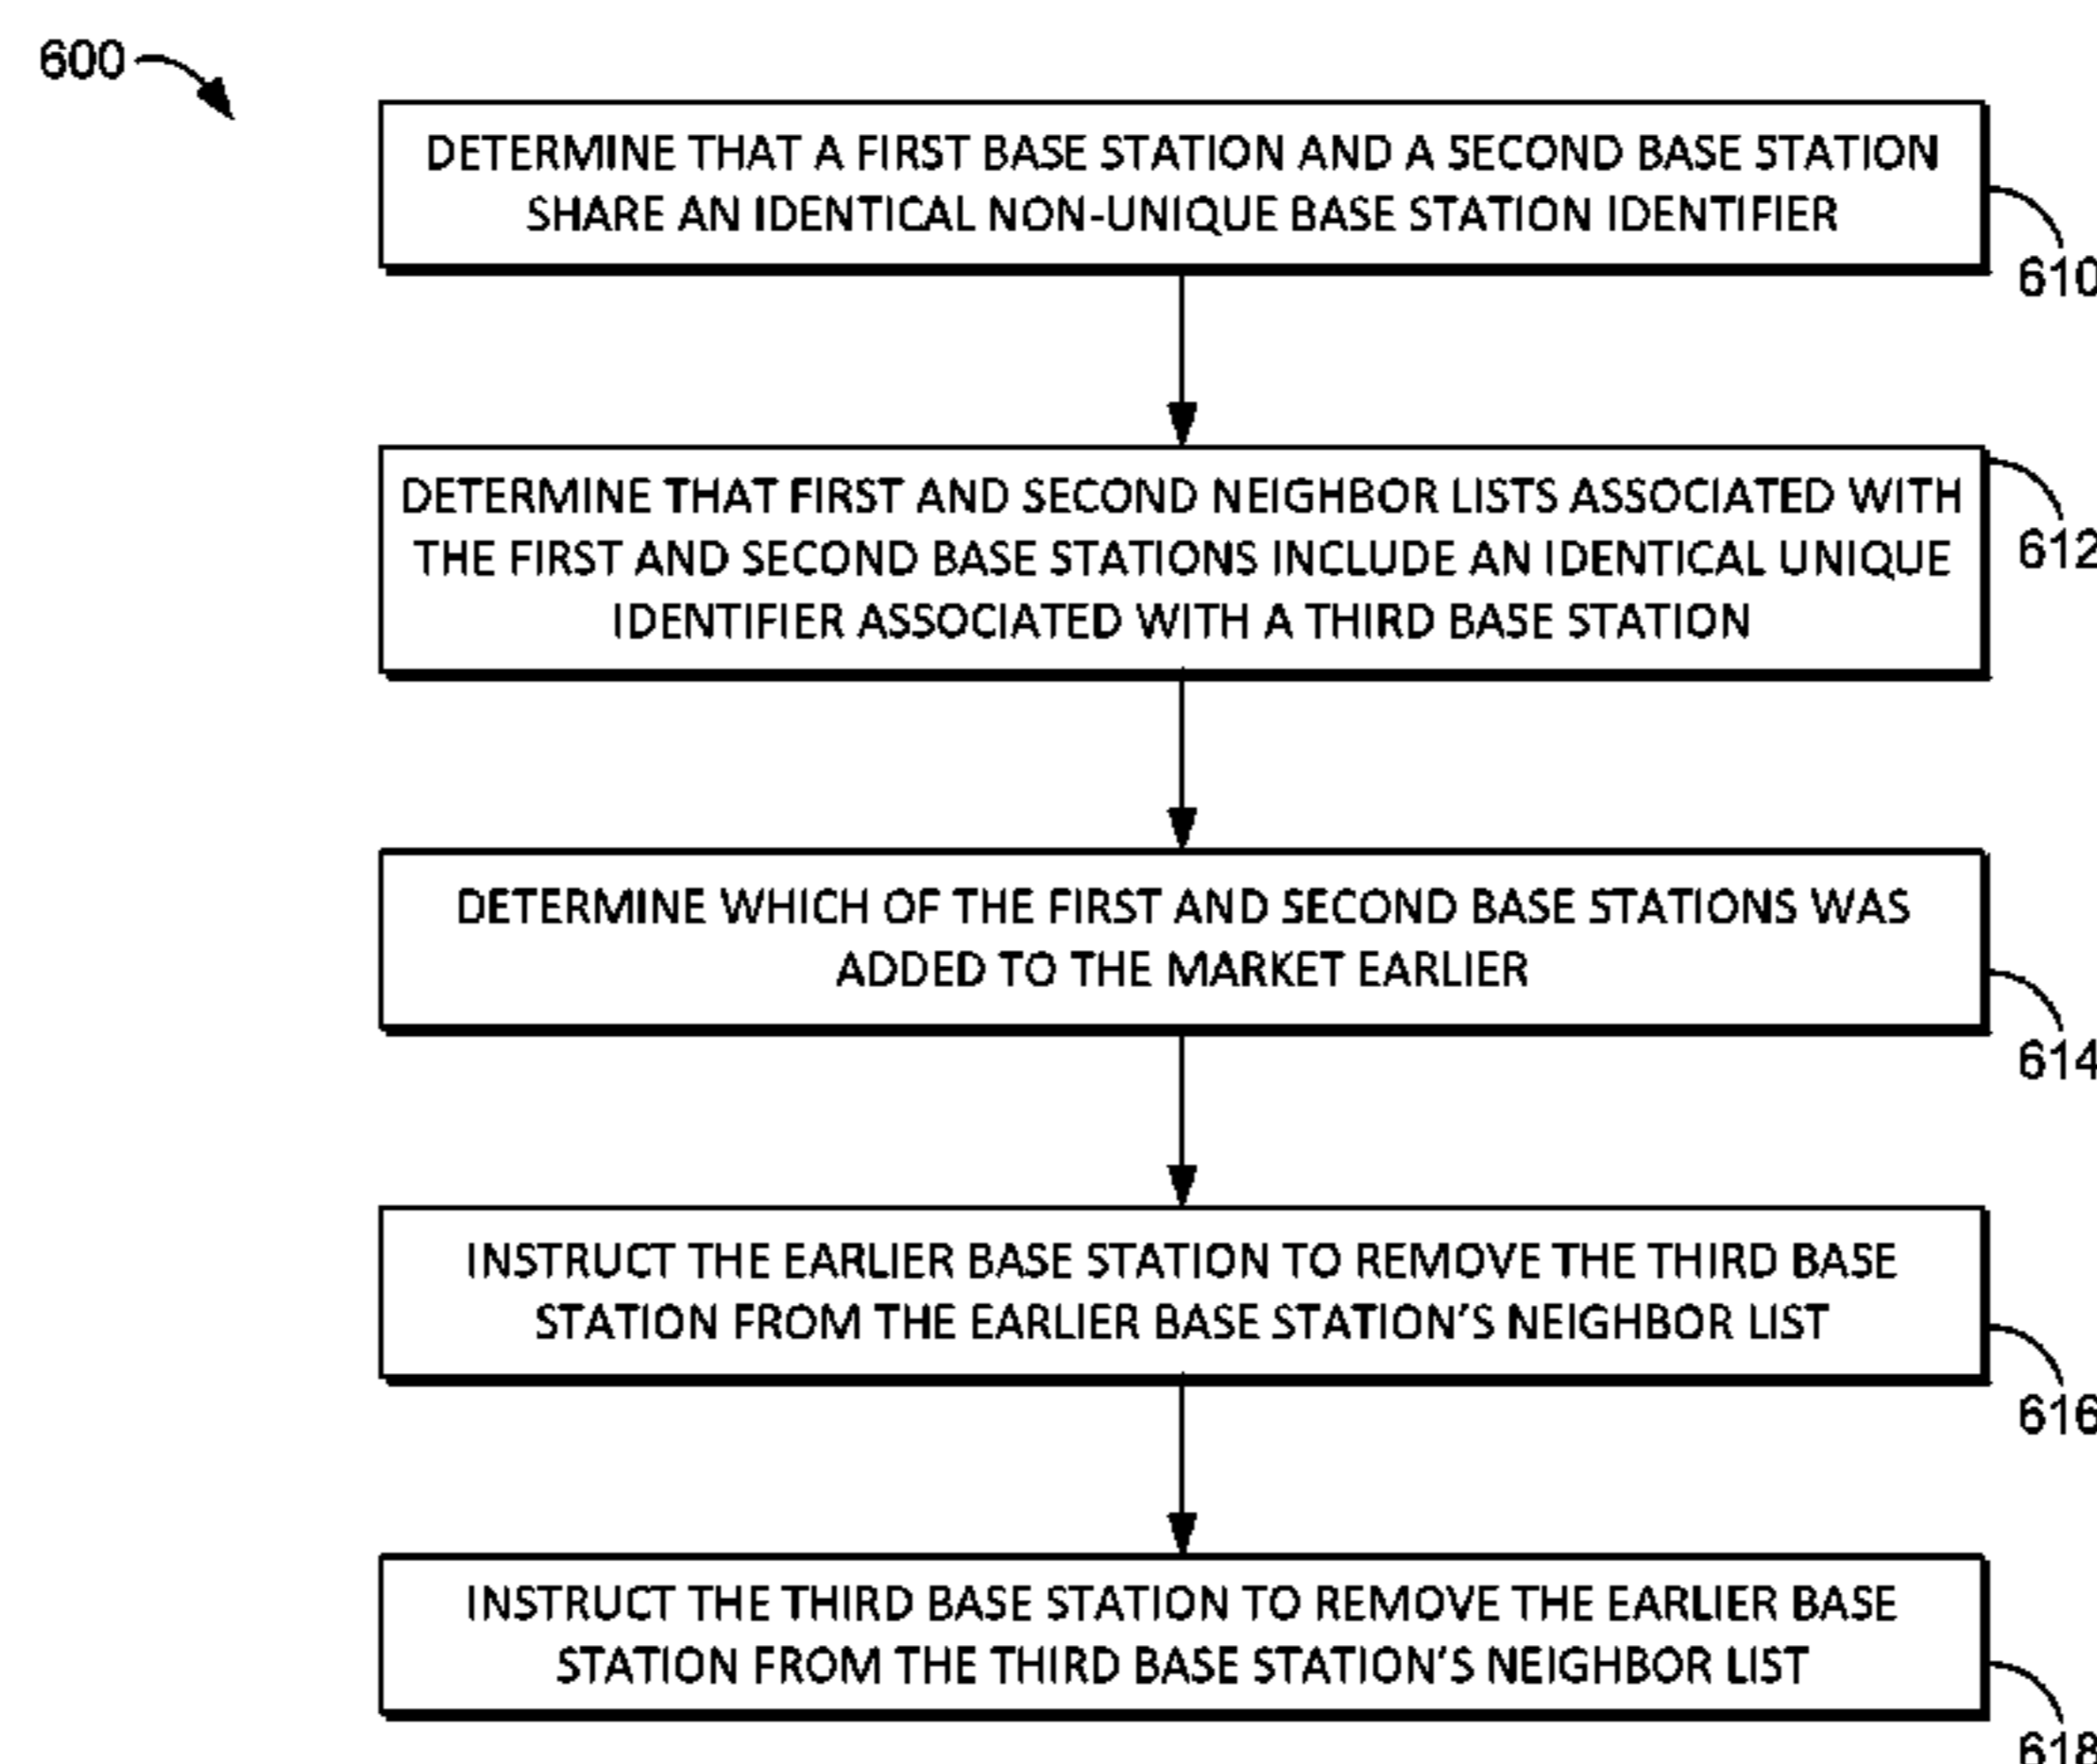 600
DETERMINE THAT A FIRST BASE STATION AND A SECOND BASE STATION
SHARE AN IDENTICAL NON-UNIQUE BASE STATION IDENTIFIER
610
DETERMINE THAT FIRST AND SECOND NEIGHBOR LISTS ASSOCIATED WITH
THE FIRST AND SECOND BASE STATIONS INCLUDE AN IDENTICAL UNIQUE
IDENTIFIER ASSOCIATED WITH A THIRD BASE STATION
612
DETERMINE WHICH OF THE FIRST AND SECOND BASE STATIONS WAS
ADDED TO THE MARKET EARLIER
614
INSTRUCT THE EARLIER BASE STATION TO REMOVE THE THIRD BASE
STATION FROM THE EARLIER BASE STATION'S NEIGHBOR LIST
616
INSTRUCT THE THIRD BASE STATION TO REMOVE THE EARLIER BASE
STATION FROM THE THIRD BASE STATION'S NEIGHBOR LIST
618